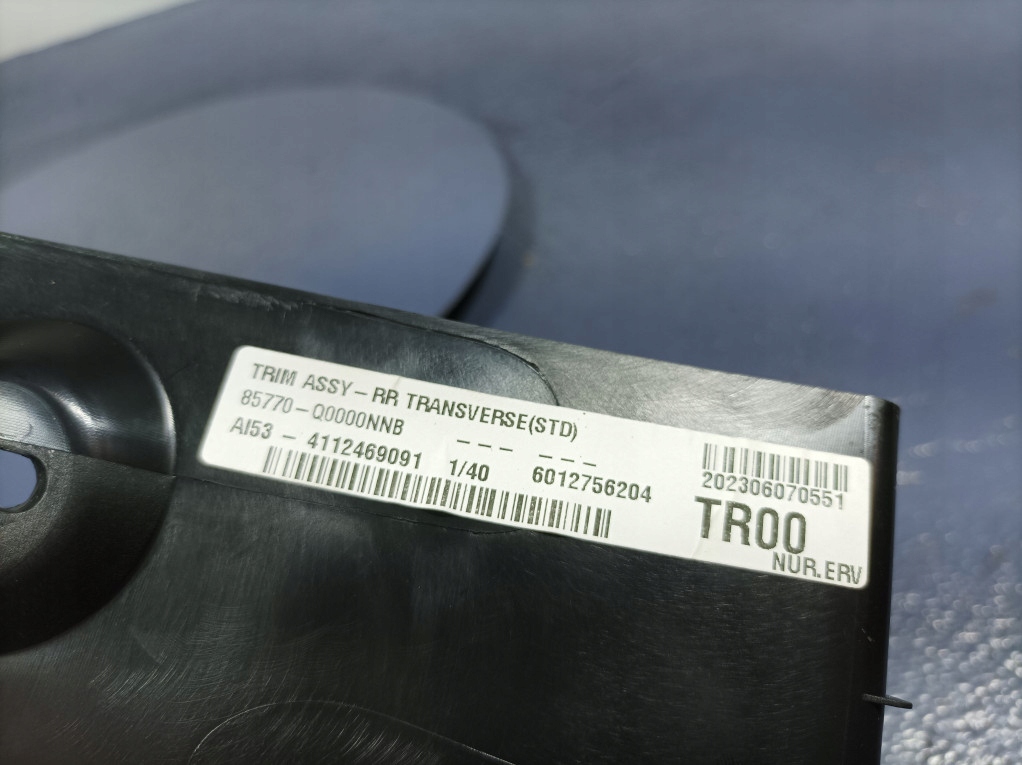 TRIM ASSY-RR TRANSVERSE(STD)
85770-Q0000NNB --- ---
AI53 - 4112469091 1/40 6012756204
202306070551
TR00
NUR.ERV